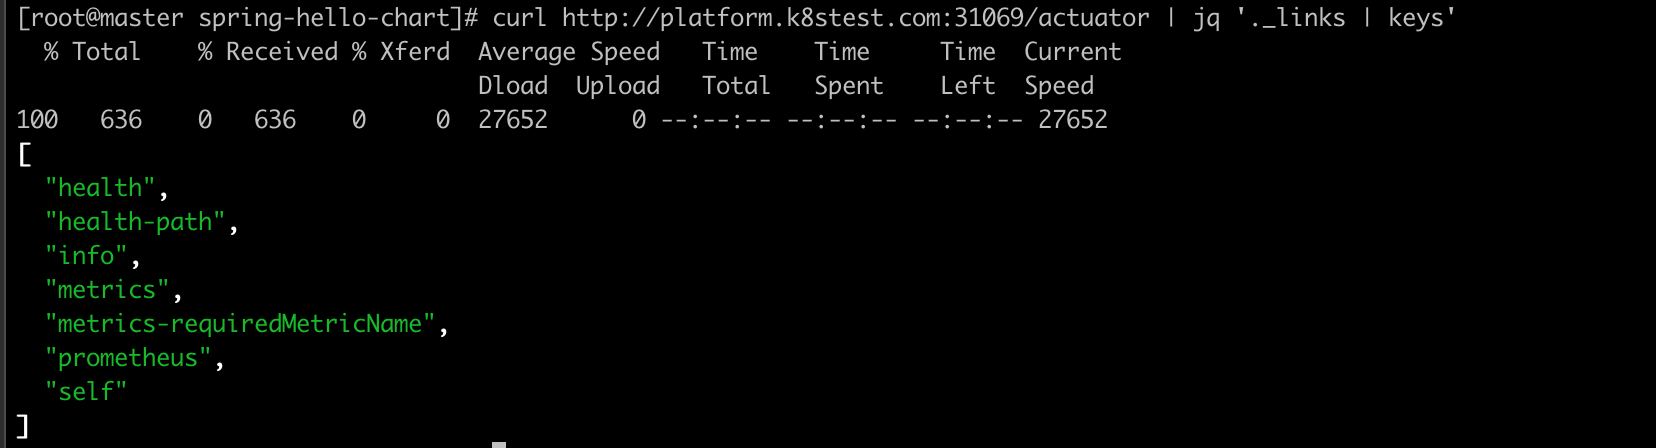 [root@master spring-hello-chart]# curl http://platform.k8stest.com:31069/actuator | jq '._links | keys'
  % Total    % Received % Xferd  Average Speed   Time    Time     Time  Current
                                 Dload  Upload   Total   Spent    Left  Speed
100   636    0   636    0     0  27652      0 --:--:-- --:--:-- --:--:-- 27652
[
  "health",
  "health-path",
  "info",
  "metrics",
  "metrics-requiredMetricName",
  "prometheus",
  "self"
]